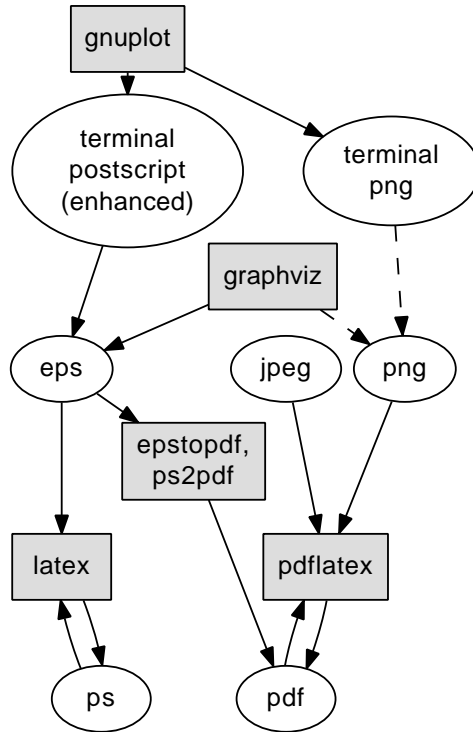 gnuplot
terminal
postscript
(enhanced)
terminal
png
graphviz
eps
jpeg
png
epstopdf,
ps2pdf
latex
pdflatex
ps
pdf